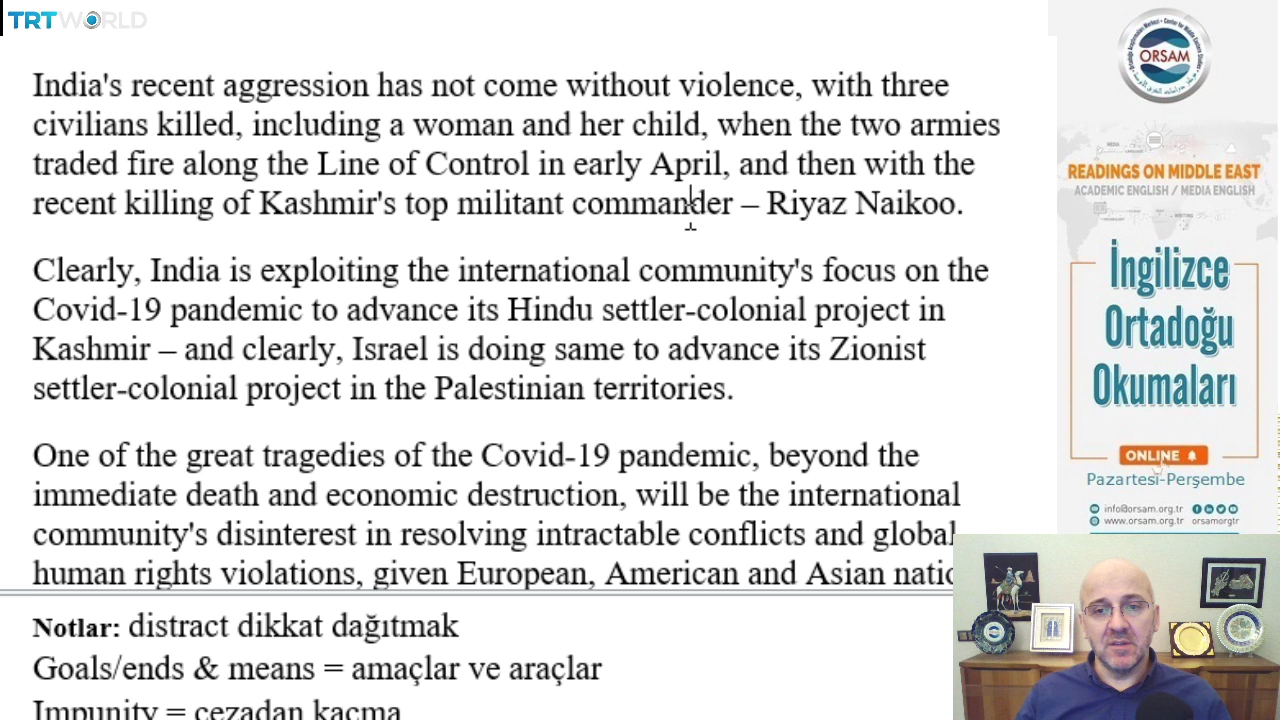 TRT WORLD
India's recent aggression has not come without violence, with three
civilians killed, including a woman and her child, when the two armies
traded fire along the Line of Control in early April, and then with the
recent killing of Kashmir's top militant commander – Riyaz Naikoo.
Clearly, India is exploiting the international community's focus on the
Covid-19 pandemic to advance its Hindu settler-colonial project in
Kashmir – and clearly, Israel is doing same to advance its Zionist
settler-colonial project in the Palestinian territories.
One of the great tragedies of the Covid-19 pandemic, beyond the
immediate death and economic destruction, will be the international
community's disinterest in resolving intractable conflicts and global
human rights violations, given European, American and Asian natio
Notlar: distract dikkat dağıtmak
Goals/ends & means = amaçlar ve araçlar
Impunity = cezadan kaçma
ORSAM
READINGS ON MIDDLE EAST
ACADEMIC ENGLISH / MEDIA ENGLISH
İngilizce
Ortadoğu
Okumaları
ONLINE
Pazartesi-Perşembe
info@orsam.org.tr
www.orsam.org.tr orsamorgtr